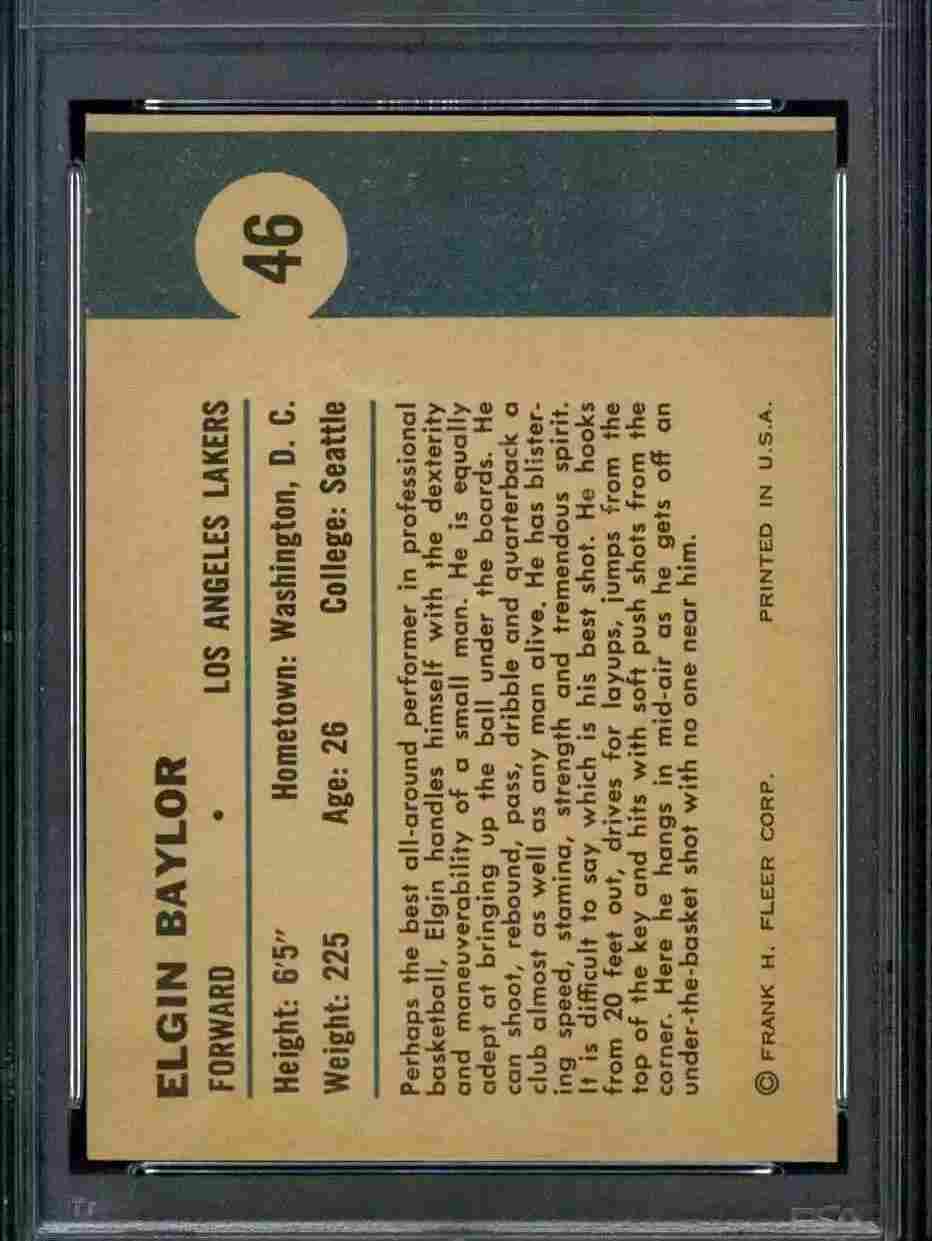 46
ELGIN BAYLOR
FORWARD • LOS ANGELES LAKERS
Height: 6'5" Hometown: Washington, D. C.
Weight: 225 Age: 26 College: Seattle
Perhaps the best all-around performer in professional
basketball, Elgin handles himself with the dexterity
and maneuverability of a small man. He is equally
adept at bringing up the ball under the boards. He
can shoot, rebound, pass, dribble and quarterback a
club almost as well as any man alive. He has blister-
ing speed, stamina, strength and tremendous spirit.
It is difficult to say which is his best shot. He hooks
from 20 feet out, drives for layups, jumps from the
top of the key and hits with soft push shots from the
corner. Here he hangs in mid-air as he gets off an
under-the-basket shot with no one near him.
© FRANK H. FLEER CORP. PRINTED IN U.S.A.
PSA